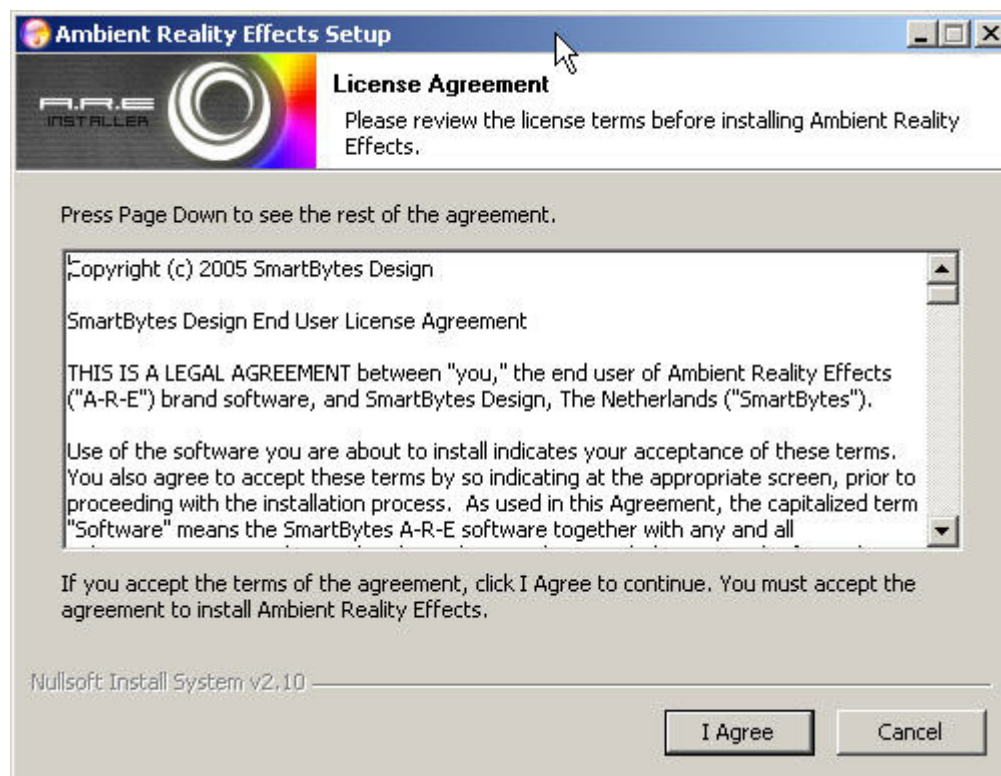 Ambient Reality Effects Setup
A.R.E
INSTALLER
License Agreement
Please review the license terms before installing Ambient Reality
Effects.
Press Page Down to see the rest of the agreement.
Copyright (c) 2005 SmartBytes Design
SmartBytes Design End User License Agreement
THIS IS A LEGAL AGREEMENT between "you," the end user of Ambient Reality Effects
("A-R-E") brand software, and SmartBytes Design, The Netherlands ("SmartBytes").
Use of the software you are about to install indicates your acceptance of these terms.
You also agree to accept these terms by so indicating at the appropriate screen, prior to
proceeding with the installation process.  As used in this Agreement, the capitalized term
"Software" means the SmartBytes A-R-E software together with any and all
If you accept the terms of the agreement, click I Agree to continue. You must accept the
agreement to install Ambient Reality Effects.
Nullsoft Install System v2.10
I Agree
Cancel